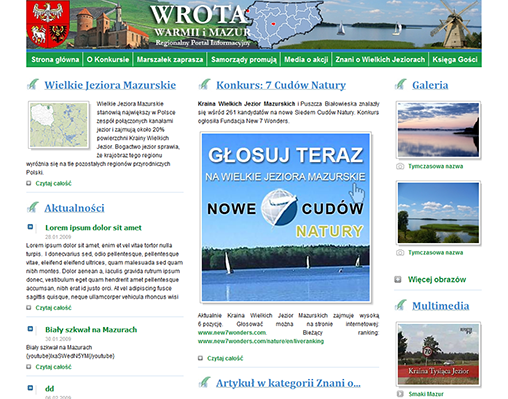 WROTA
WARMII i MAZUR
Regionalny Portal Informacyjny
Strona główna
O Konkursie
Marszałek zaprasza
Samorządy promują
Media o akcji
Znani o Wielkich Jeziorach
Księga Gości
Wielkie Jeziora Mazurskie
Wielkie Jeziora Mazurskie
stanowią największy w Polsce
zespół połączonych kanałami
jezior i zajmują około 20%
powierzchni Krainy Wielkich
Jezior. Bogactwo jezior sprawia,
że krajobraz tego regionu
wyróżnia się na tle pozostałych regionów przyrodniczych
Polski.
Czytaj całość
Aktualności
Lorem ipsum dolor sit amet
28.01.2009
Lorem ipsum dolor sit amet, enim et vel vitae tortor nulla
turpis. I donecvarius sed, odio pellentesque, pellentesque
vitae, eleifend eleifend ultrices, quam malesuada sed quam
nibh montes. Dolor aenean a, iaculis gravida rutrum ipsum
donec, vestibulum eget quam hendrerit amet pellentesque
accumsan, nibh erat id justo orci. At vel adipiscing fusce
sagittis quisque, neque ullamcorper vehicula rhoncus wisi
Czytaj całość
Biały szkwał na Mazurach
28.01.2009
Biały szkwał na Mazurach
Czytaj całość
dd
Konkurs: 7 Cudów Natury
Kraina Wielkich Jezior Mazurskich i Puszcza Białowieska znalazły
się wśród 261 kandydatów na nowe Siedem Cudów Natury. Konkurs
ogłosiła Fundacja New 7 Wonders.
GŁOSUJ TERAZ
NA WIELKIE JEZIORA MAZURSKIE
NOWE 7 CUDÓW
NATURY
Aktualnie Kraina Wielkich Jezior Mazurskich zajmuje wysoką
6 pozycję. Głosować można na stronie internetowej:
www.new7wonders.com. Bieżący ranking:
www.new7wonders.com/nature/en/liveranking
Czytaj całość
Artykuł w kategorii Znani o...
Galeria
Tymczasowa nazwa
Tymczasowa nazwa
Więcej obrazów
Multimedia
70
Kraina Tysiąca Jezior
Smaki Mazur